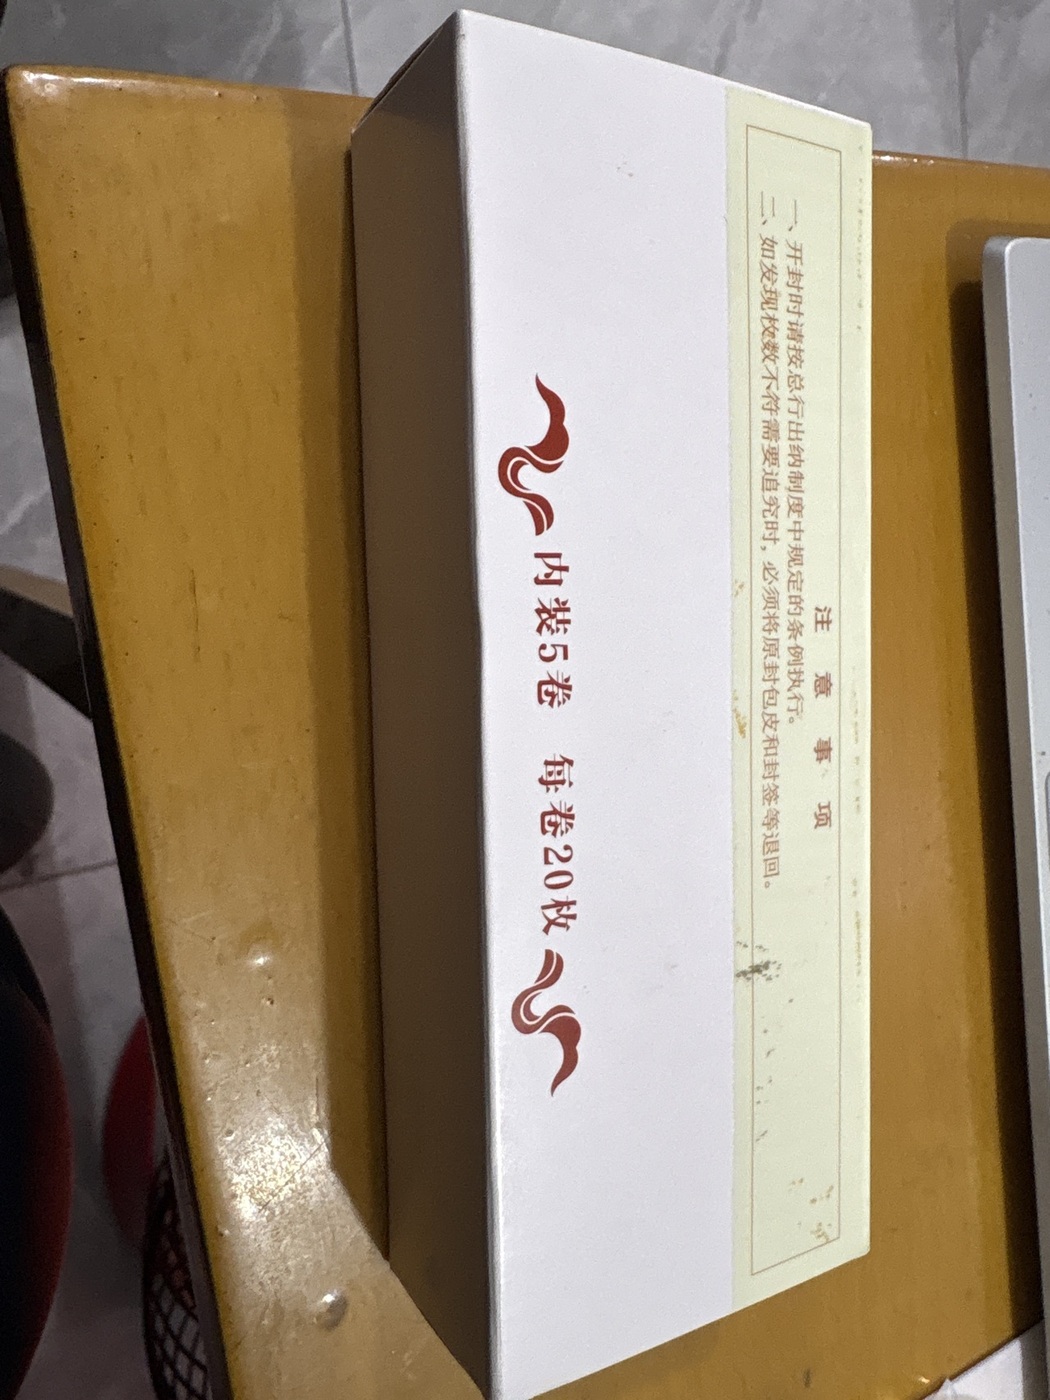 注意事项
一、开封时请按总行出纳制度中规定的条例执行。
二、如发现枚数不符需要追究时，必须将原封包皮和封签等退回。
内装5卷 每卷20枚